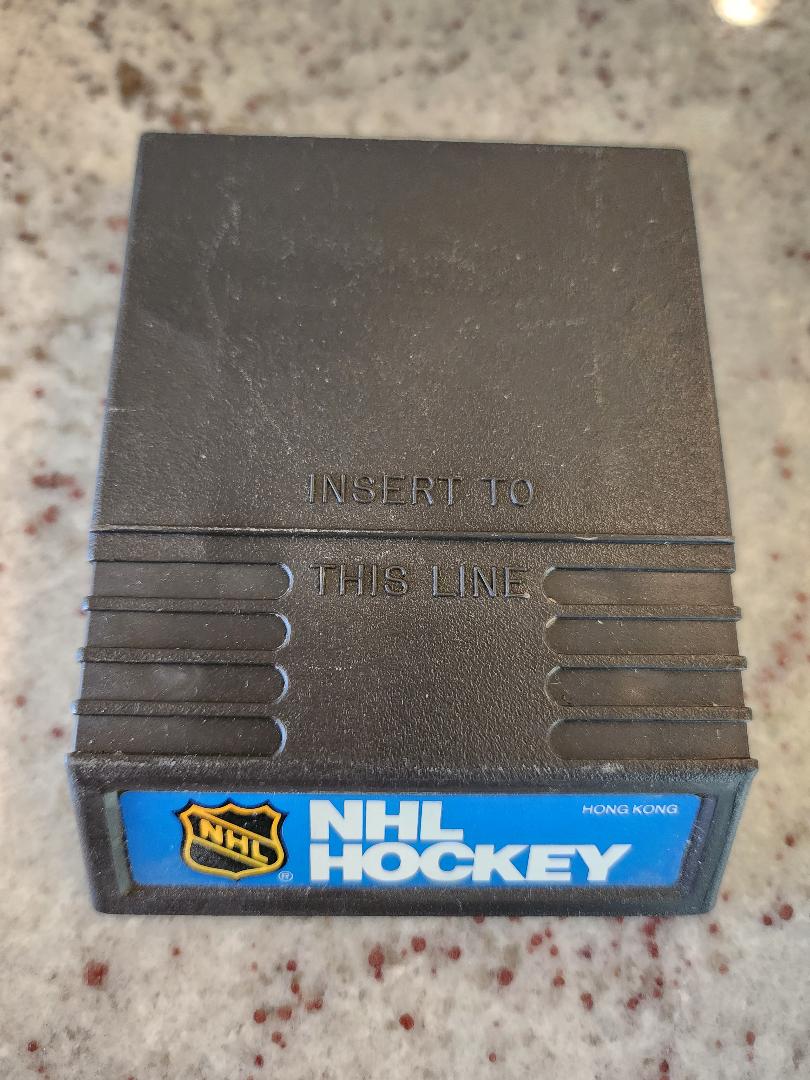 INSERT TO
THIS LINE
NHL
®
NHL
HOCKEY
HONG KONG